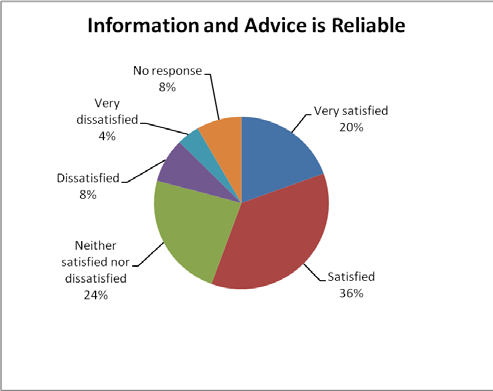 Information and Advice is Reliable
No response
8%
Very satisfied
20%
Very
dissatisfied
4%
Dissatisfied
8%
Neither
satisfied nor
dissatisfied
24%
Satisfied
36%